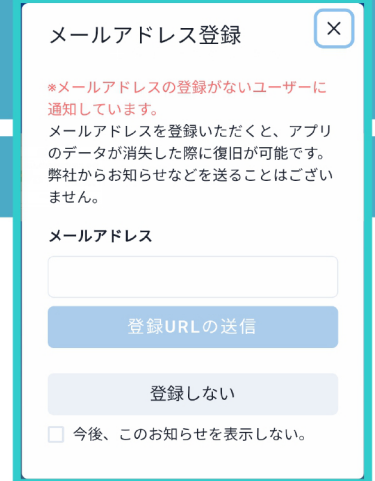 メールアドレス登録
※メールアドレスの登録がないユーザーに
通知しています。
メールアドレスを登録いただくと、アプリ
のデータが消失した際に復旧が可能です。
弊社からお知らせなどを送ることはござい
ません。
メールアドレス
登録URLの送信
登録しない
今後、このお知らせを表示しない。